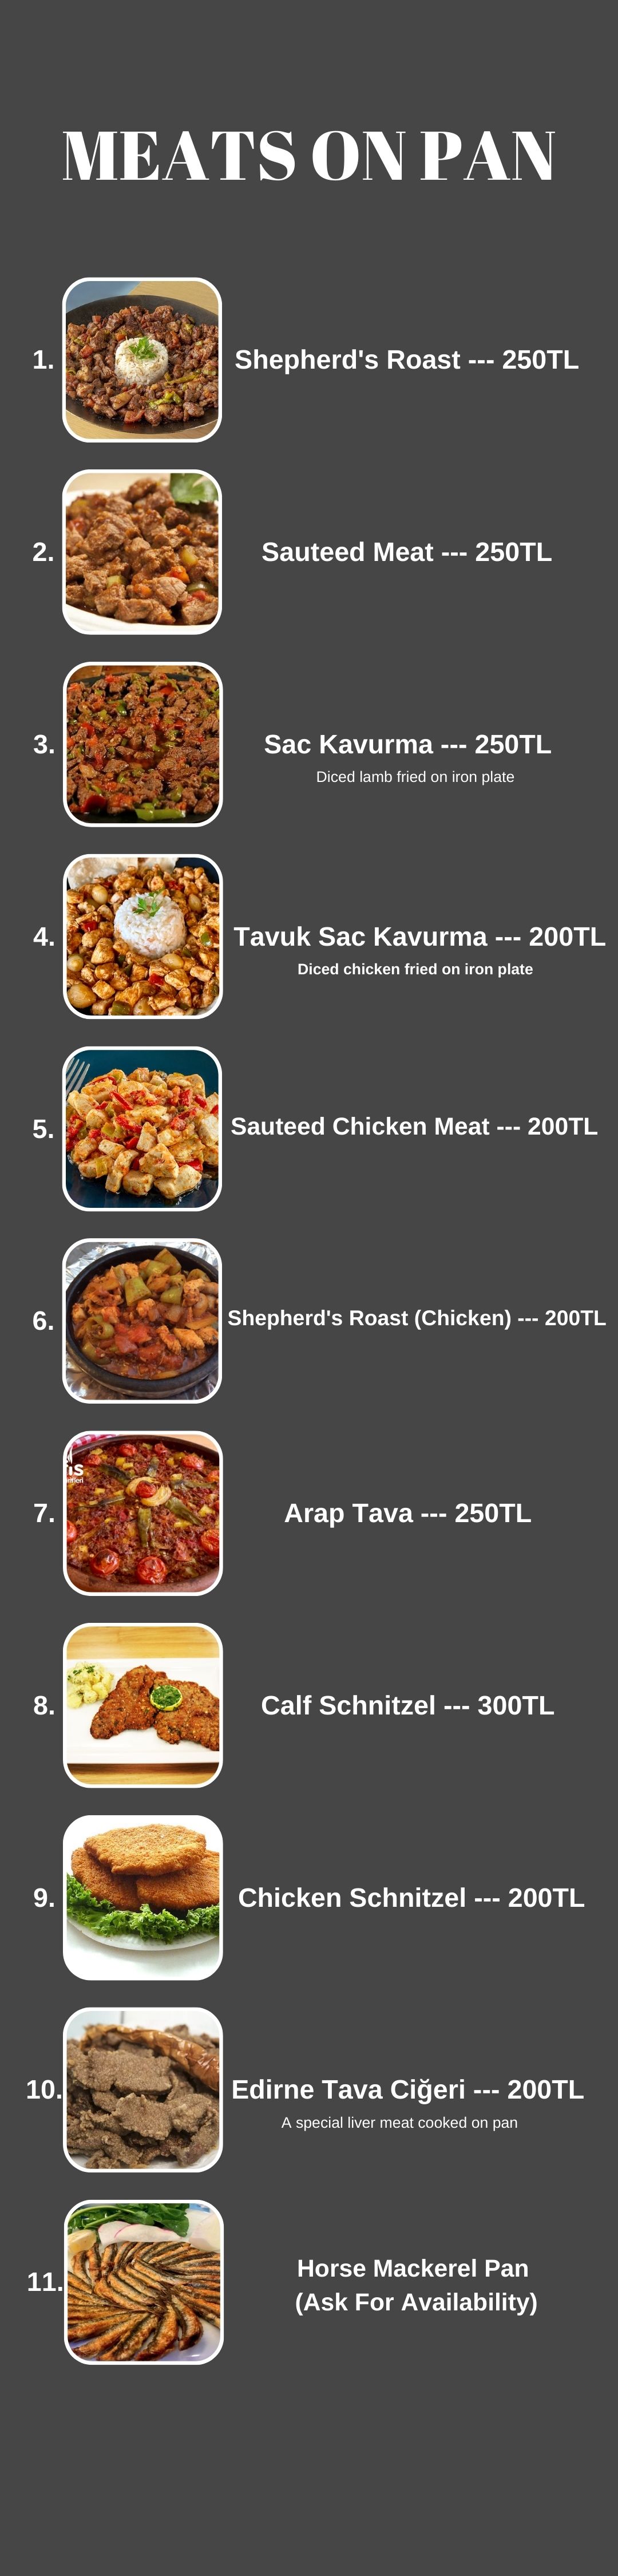 MEATS ON PAN
1.
Shepherd's Roast --- 250TL
2.
Sauteed Meat --- 250TL
3.
Sac Kavurma --- 250TL
Diced lamb fried on iron plate
4.
Tavuk Sac Kavurma --- 200TL
Diced chicken fried on iron plate
5.
Sauteed Chicken Meat --- 200TL
6.
Shepherd's Roast (Chicken) --- 200TL
7.
Arap Tava --- 250TL
8.
Calf Schnitzel --- 300TL
9.
Chicken Schnitzel --- 200TL
10.
Edirne Tava Ciğeri --- 200TL
A special liver meat cooked on pan
11.
Horse Mackerel Pan
(Ask For Availability)